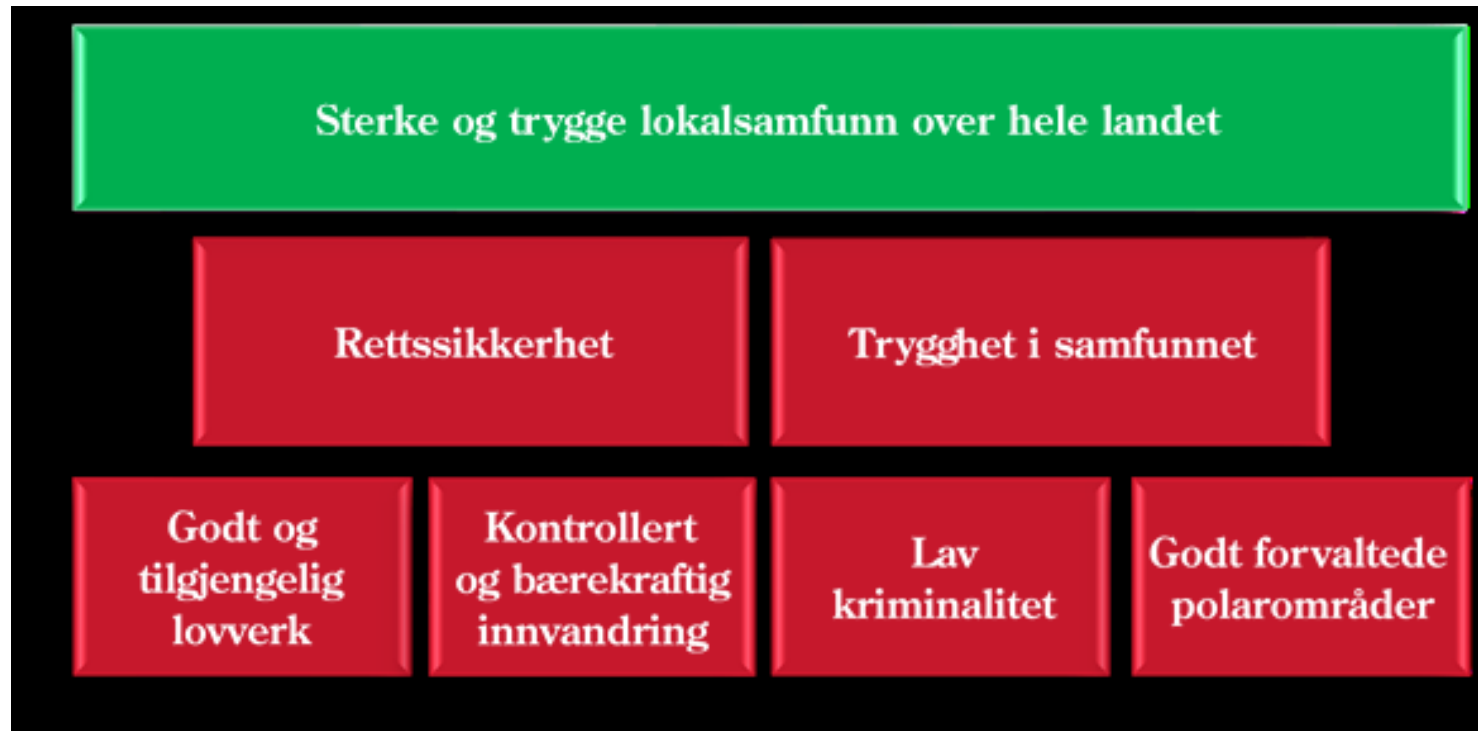 Sterke og trygge lokalsamfunn over hele landet
Rettssikkerhet
Trygghet i samfunnet
Godt og
tilgjengelig
lovverk
Kontrollert
og bærekraftig
innvandring
Lav
kriminalitet
Godt forvaltede
polarområder